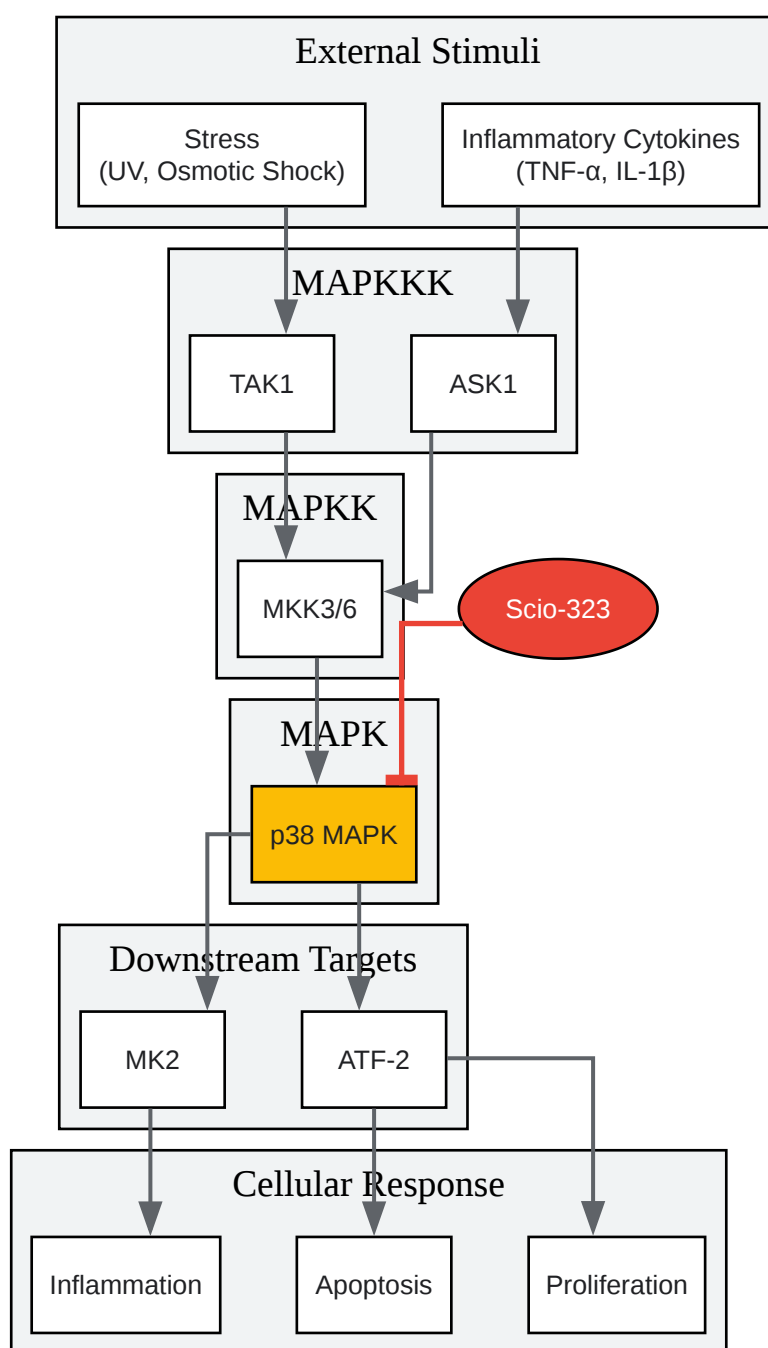 External Stimuli
Stress
(UV, Osmotic Shock)
Inflammatory Cytokines
(TNF-α, IL-1β)
MAPKKK
TAK1
ASK1
MAPKK
MKK3/6
Scio-323
MAPK
p38 MAPK
Downstream Targets
MK2
ATF-2
Cellular Response
Inflammation
Apoptosis
Proliferation